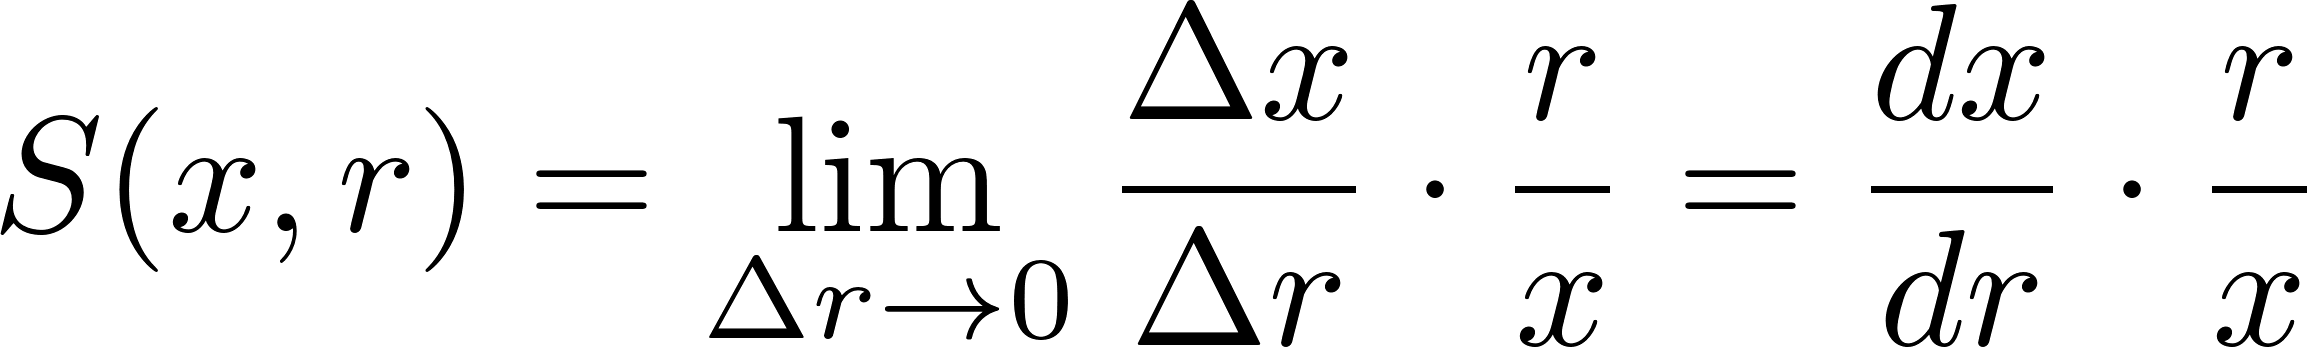 S(x, r) = lim_{Δr→0} Δx/Δr · r/x = dx/dr · r/x